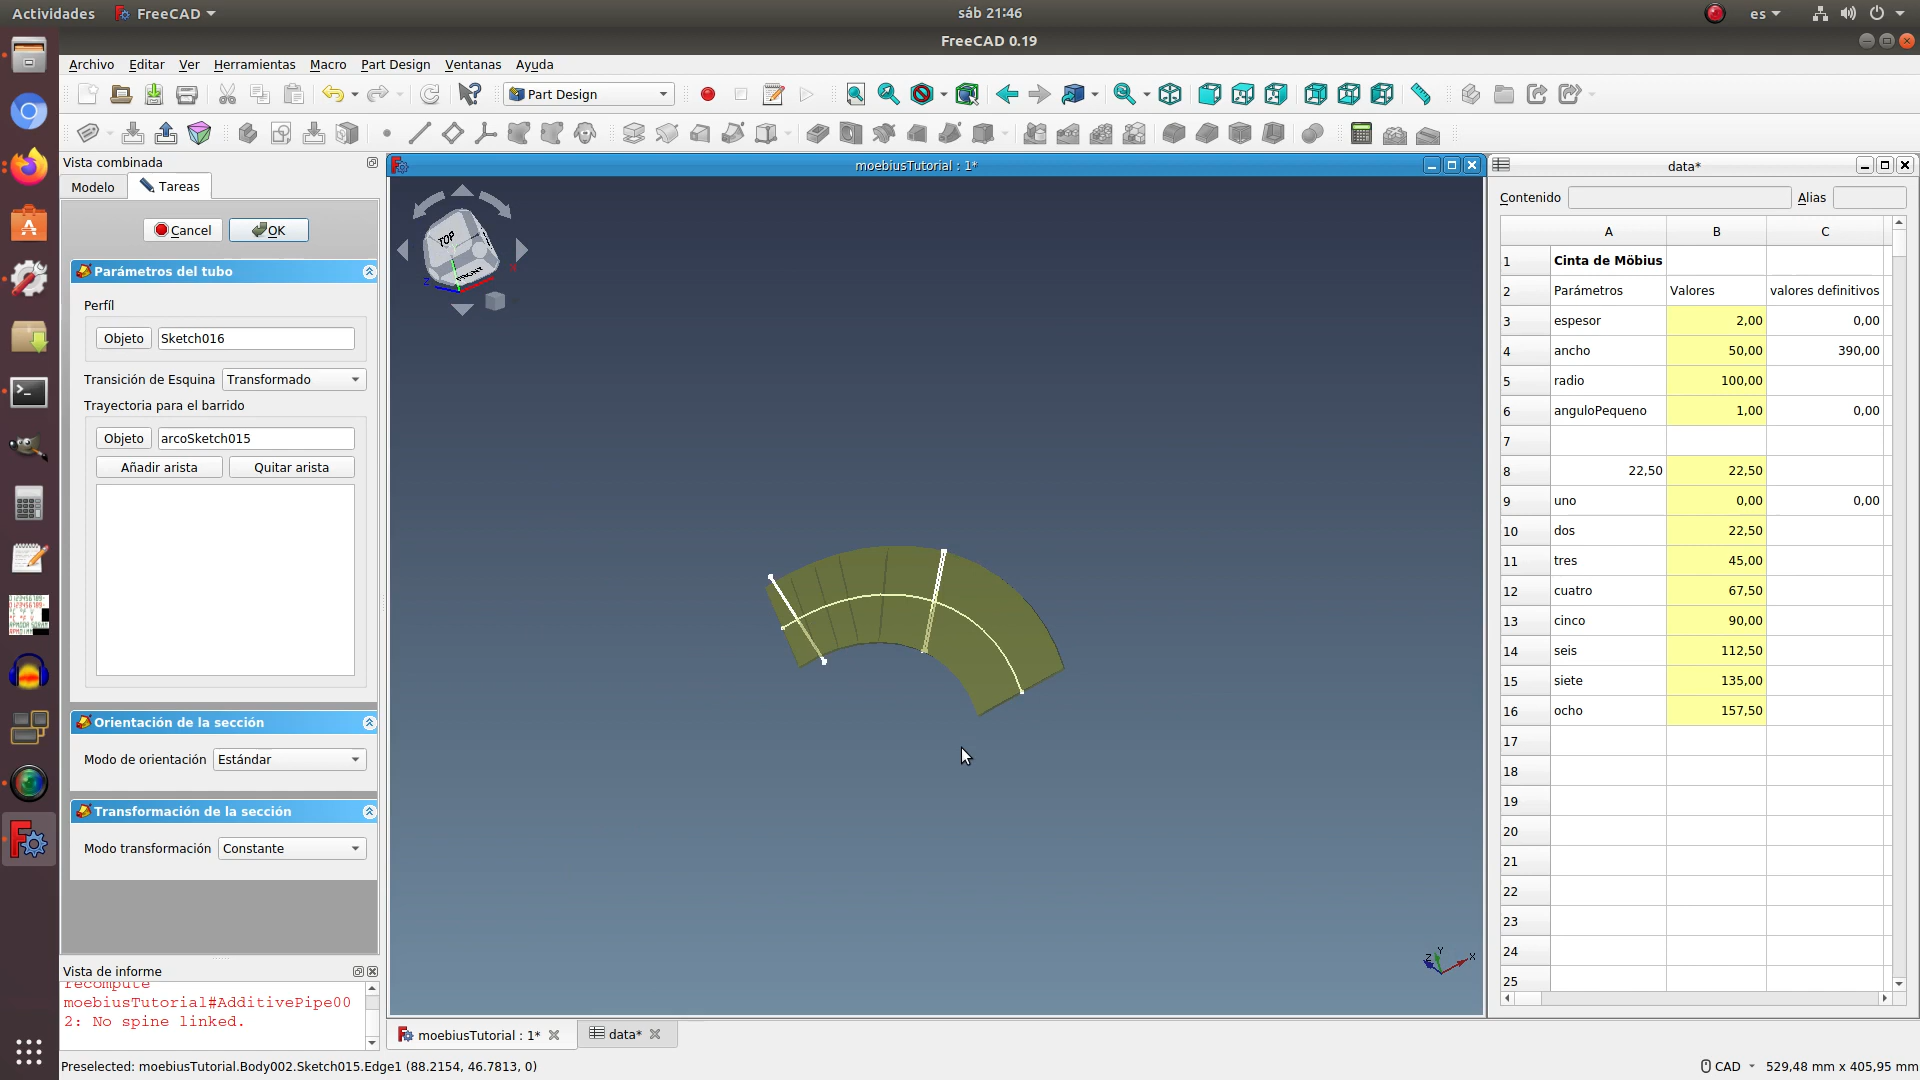 Actividades FreeCAD sáb 21:46 es
FreeCAD 0.19
Archivo Editar Ver Herramientas Macro Part Design Ventanas Ayuda
Part Design
Vista combinada
Modelo Tareas
Cancel OK
Parámetros del tubo
Perfíl
Objeto Sketch016
Transición de Esquina Transformado
Trayectoria para el barrido
Objeto arcoSketch015
Añadir arista Quitar arista
Orientación de la sección
Modo de orientación Estándar
Transformación de la sección
Modo transformación Constante
Vista de informe
recompute
moebiusTutorial#AdditivePipe00
2: No spine linked.
moebiusTutorial : 1*
TOP
FRONT
Z X
Z Y X
data*
Contenido Alias
A B C
1 Cinta de Möbius
2 Parámetros Valores valores definitivos
3 espesor 2,00 0,00
4 ancho 50,00 390,00
5 radio 100,00
6 anguloPequeno 1,00 0,00
7
8 22,50 22,50
9 uno 0,00 0,00
10 dos 22,50
11 tres 45,00
12 cuatro 67,50
13 cinco 90,00
14 seis 112,50
15 siete 135,00
16 ocho 157,50
17
18
19
20
21
22
23
24
25
moebiusTutorial : 1* data*
Preselected: moebiusTutorial.Body002.Sketch015.Edge1 (88.2154, 46.7813, 0) CAD 529,48 mm x 405,95 mm